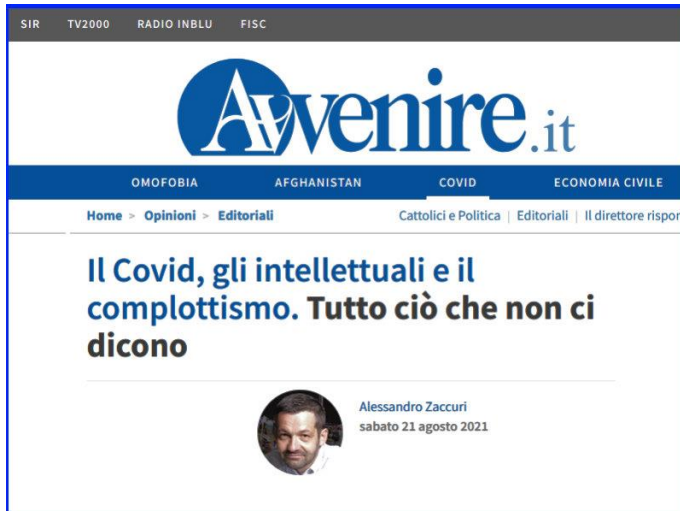 SIR TV2000 RADIO INBLU FISC
Avvenire.it
OMOFOBIA AFGHANISTAN COVID ECONOMIA CIVILE
Home > Opinioni > Editoriali Cattolici e Politica | Editoriali | Il direttore rispor
Il Covid, gli intellettuali e il
complottismo. Tutto ciò che non ci
dicono
Alessandro Zaccuri
sabato 21 agosto 2021